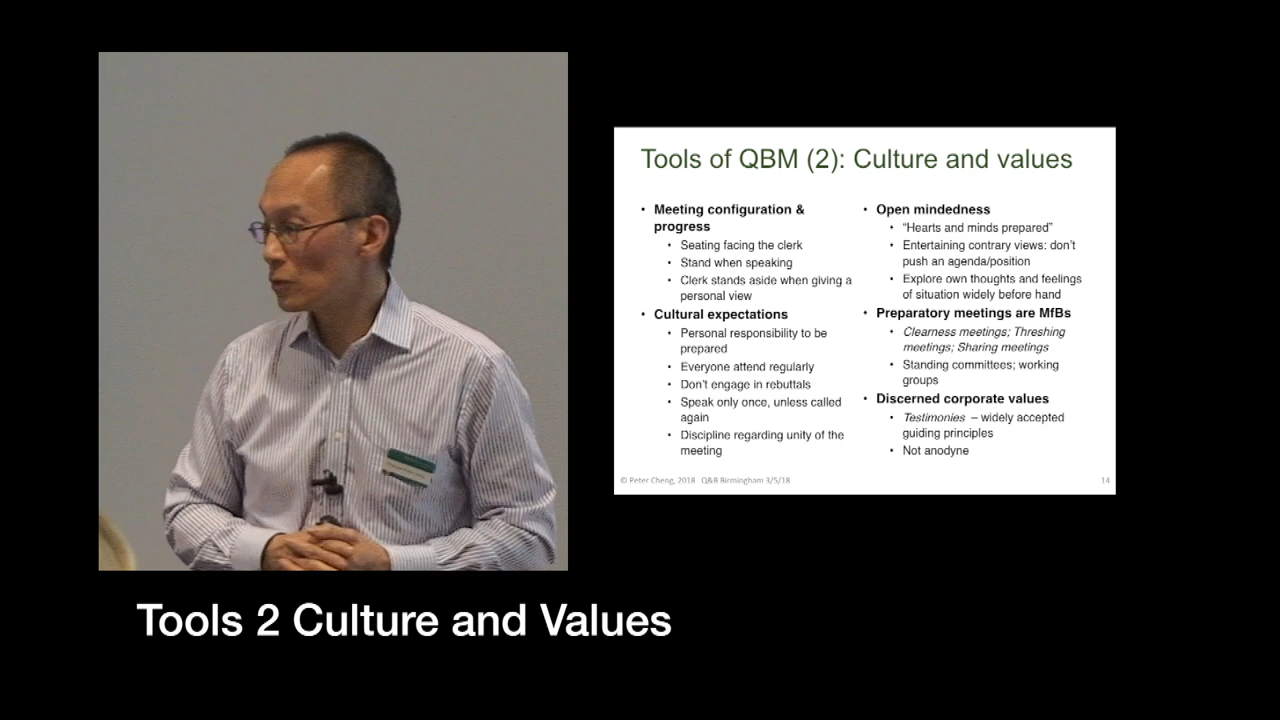 Tools of QBM (2): Culture and values
• Meeting configuration &
progress
• Seating facing the clerk
• Stand when speaking
• Clerk stands aside when giving a
personal view
• Cultural expectations
• Personal responsibility to be
prepared
• Everyone attend regularly
• Don't engage in rebuttals
• Speak only once, unless called
again
• Discipline regarding unity of the
meeting
• Open mindedness
• “Hearts and minds prepared”
• Entertaining contrary views: don't
push an agenda/position
• Explore own thoughts and feelings
of situation widely before hand
• Preparatory meetings are MfBs
• Clearness meetings; Threshing
meetings; Sharing meetings
• Standing committees; working
groups
• Discerned corporate values
• Testimonies – widely accepted
guiding principles
• Not anodyne
© Peter Cheng, 2018 Q&B Birmingham 3/5/18
14
Tools 2 Culture and Values